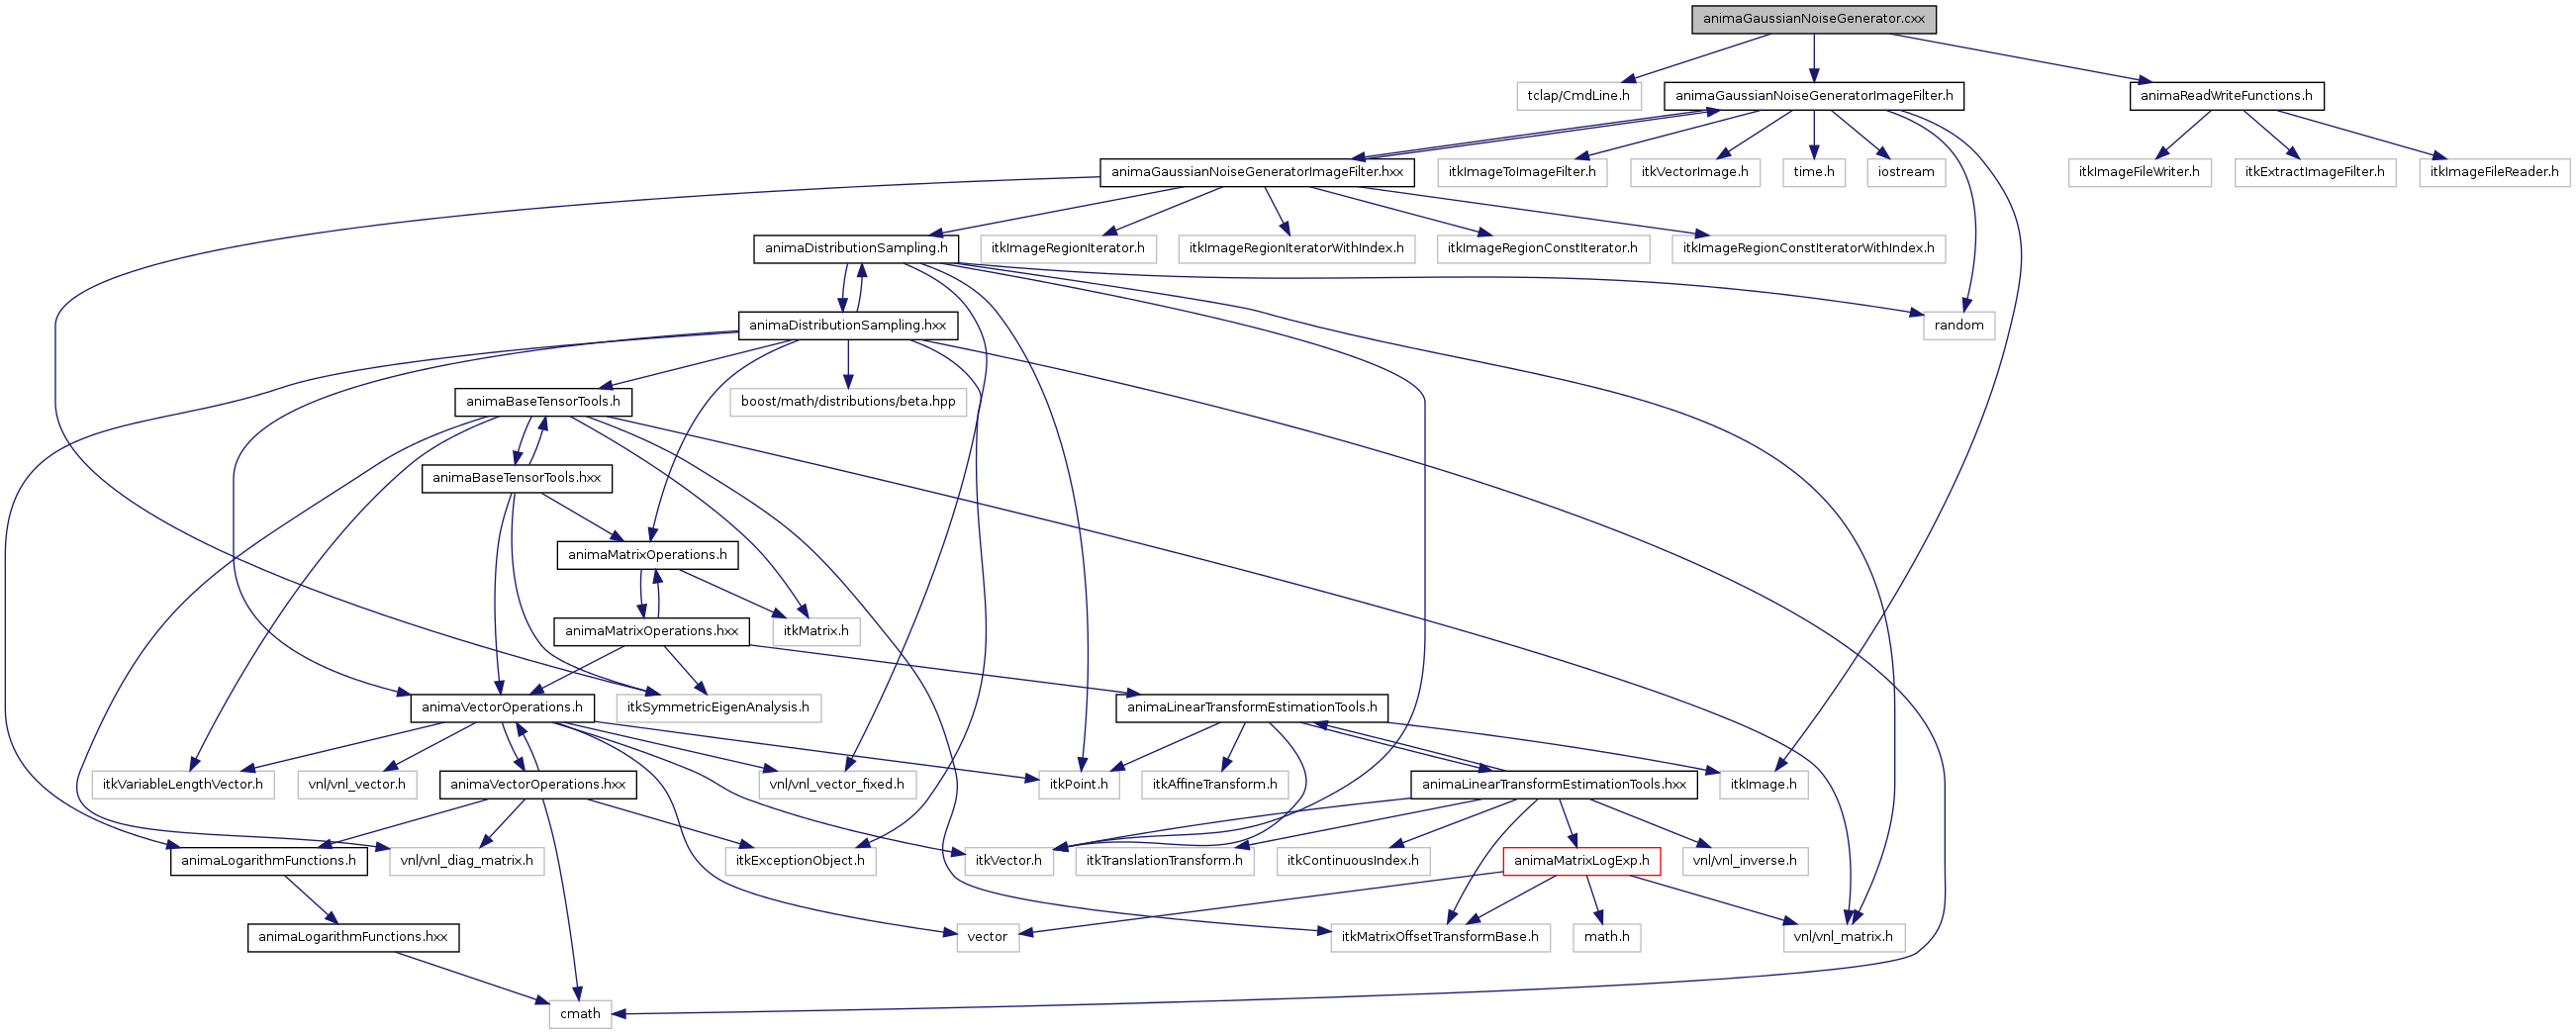 animaGaussianNoiseGenerator.cxx
tclap/CmdLine.h
animaGaussianNoiseGeneratorImageFilter.h
animaReadWriteFunctions.h
animaGaussianNoiseGeneratorImageFilter.hxx
itkImageToImageFilter.h
itkVectorImage.h
time.h
iostream
itkImageFileWriter.h
itkExtractImageFilter.h
itkImageFileReader.h
animaDistributionSampling.h
itkImageRegionIterator.h
itkImageRegionIteratorWithIndex.h
itkImageRegionConstIterator.h
itkImageRegionConstIteratorWithIndex.h
animaDistributionSampling.hxx
random
animaBaseTensorTools.h
boost/math/distributions/beta.hpp
animaBaseTensorTools.hxx
animaMatrixOperations.h
animaMatrixOperations.hxx
itkMatrix.h
animaVectorOperations.h
itkSymmetricEigenAnalysis.h
animaLinearTransformEstimationTools.h
itkVariableLengthVector.h
vnl/vnl_vector.h
animaVectorOperations.hxx
vnl/vnl_vector_fixed.h
itkPoint.h
itkAffineTransform.h
animaLinearTransformEstimationTools.hxx
itkImage.h
animaLogarithmFunctions.h
vnl/vnl_diag_matrix.h
itkExceptionObject.h
itkVector.h
itkTranslationTransform.h
itkContinuousIndex.h
animaMatrixLogExp.h
vnl/vnl_inverse.h
animaLogarithmFunctions.hxx
vector
itkMatrixOffsetTransformBase.h
math.h
vnl/vnl_matrix.h
cmath